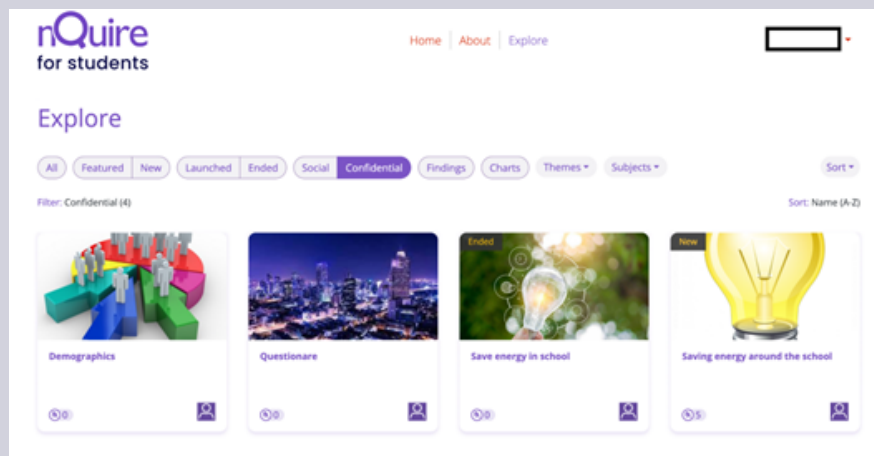 nQuire
for students
Home About Explore
Explore
All Featured New Launched Ended Social Confidential Findings Charts Themes Subjects Sort
Filter: Confidential (4) Sort: Name (A-Z)
Ended New
Demographics Questionare Save energy in school Saving energy around the school
0 0 0 5